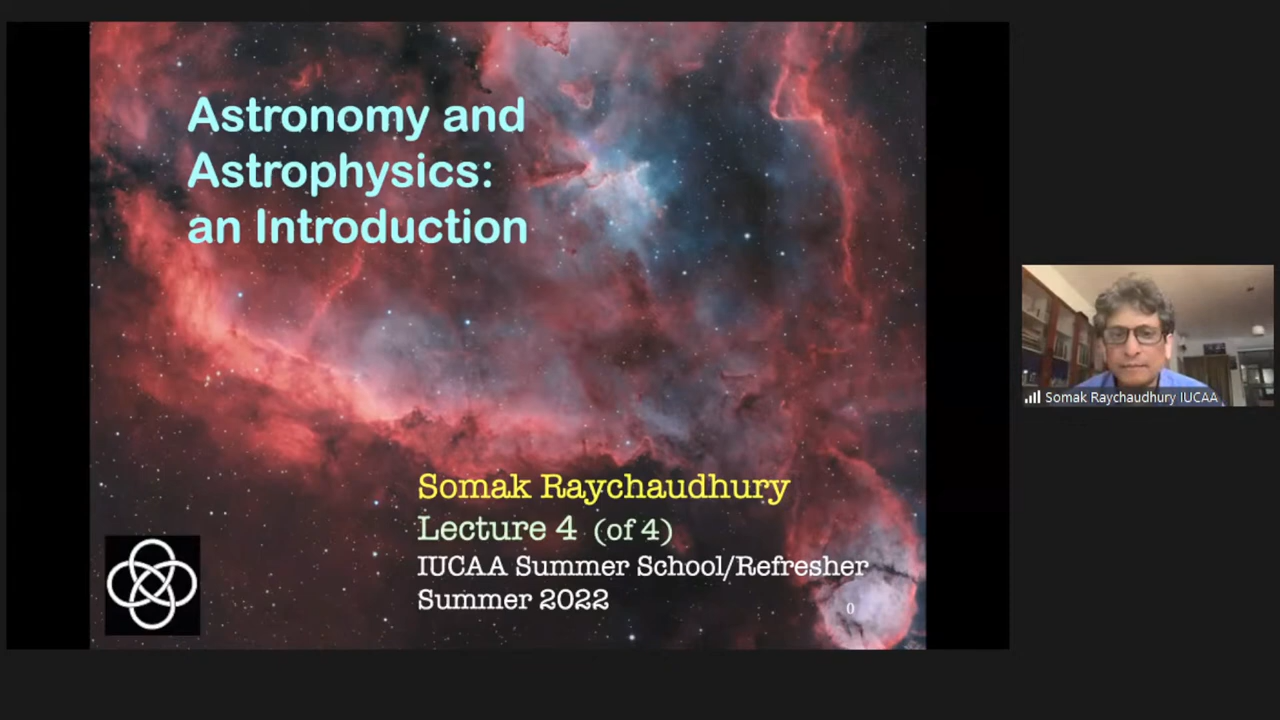 Astronomy and
Astrophysics:
an Introduction
Somak Raychaudhury
Lecture 4 (of 4)
IUCAA Summer School/Refresher
Summer 2022
0
Somak Raychaudhury IUCAA